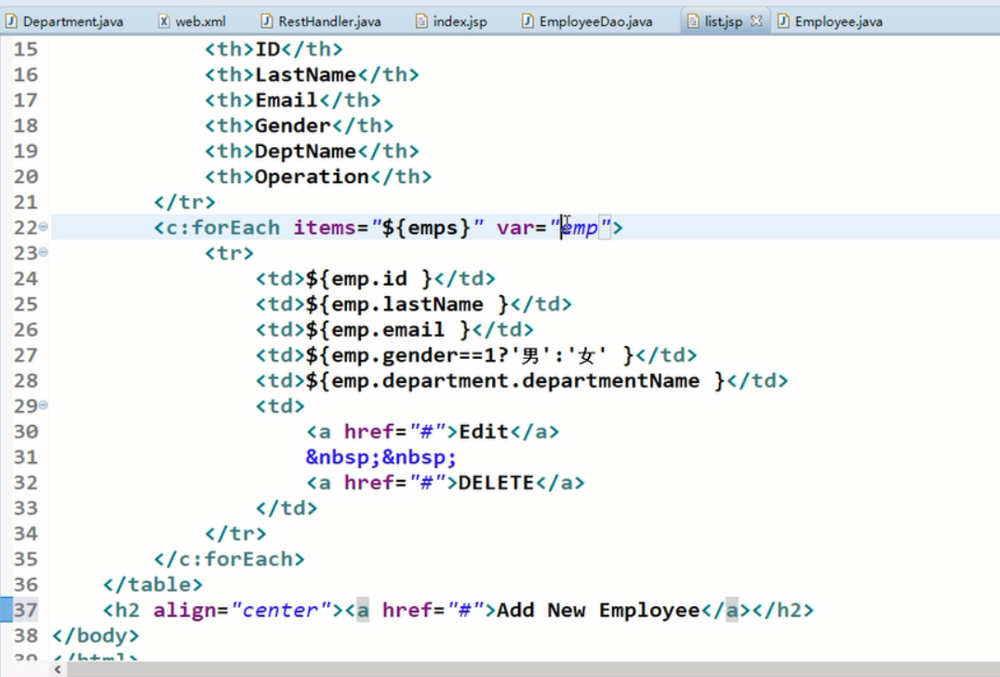 Department.java web.xml RestHandler.java index.jsp EmployeeDao.java list.jsp Employee.java
15 <th>ID</th>
16 <th>LastName</th>
17 <th>Email</th>
18 <th>Gender</th>
19 <th>DeptName</th>
20 <th>Operation</th>
21 </tr>
22 <c:forEach items="${emps}" var="emp">
23 <tr>
24 <td>${emp.id }</td>
25 <td>${emp.lastName }</td>
26 <td>${emp.email }</td>
27 <td>${emp.gender==1?'男':'女' }</td>
28 <td>${emp.department.departmentName }</td>
29 <td>
30 <a href="#">Edit</a>
31 &nbsp;&nbsp;
32 <a href="#">DELETE</a>
33 </td>
34 </tr>
35 </c:forEach>
36 </table>
37 <h2 align="center"><a href="#">Add New Employee</a></h2>
38 </body>
39 </html>